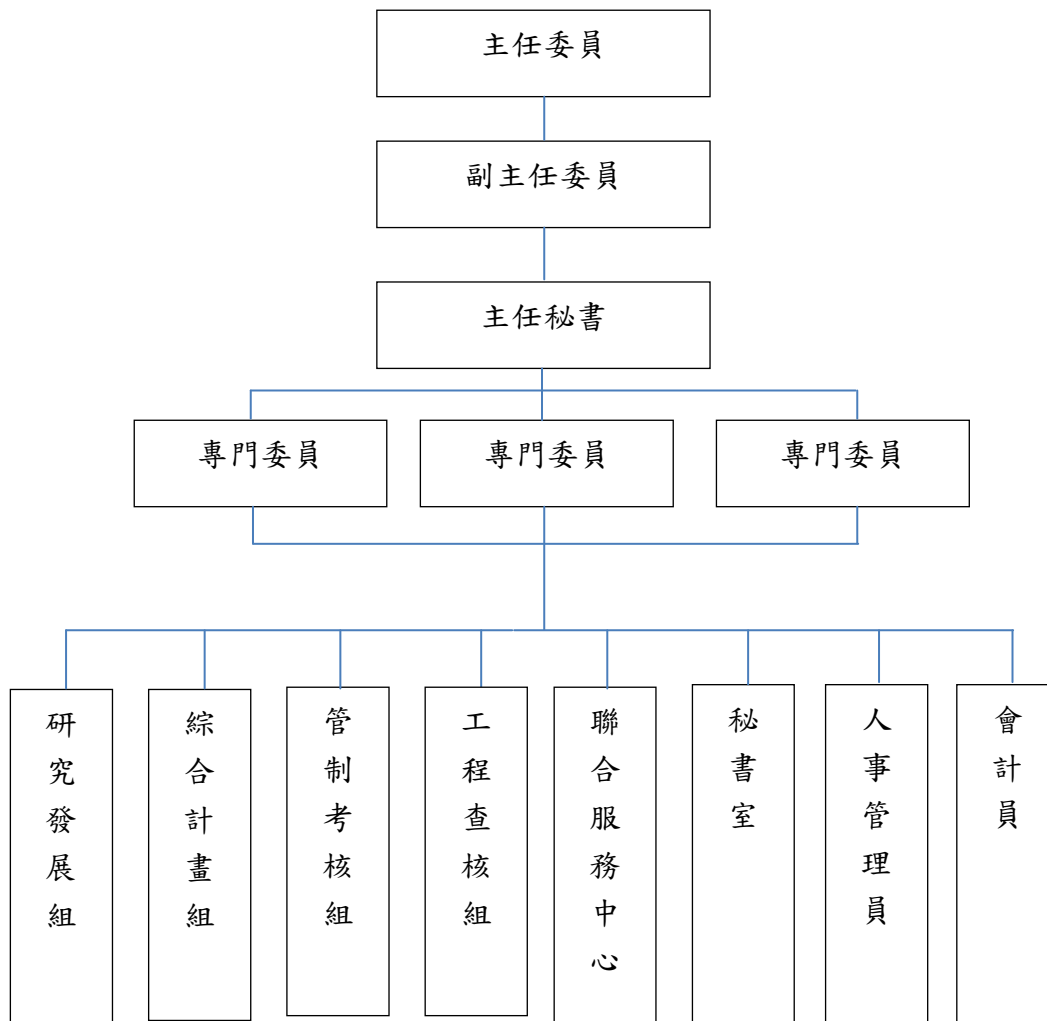 主任委員
副主任委員
主任秘書
專門委員
專門委員
專門委員
研究發展組
綜合計畫組
管制考核組
工程查核組
聯合服務中心
秘書室
人事管理員
會計員